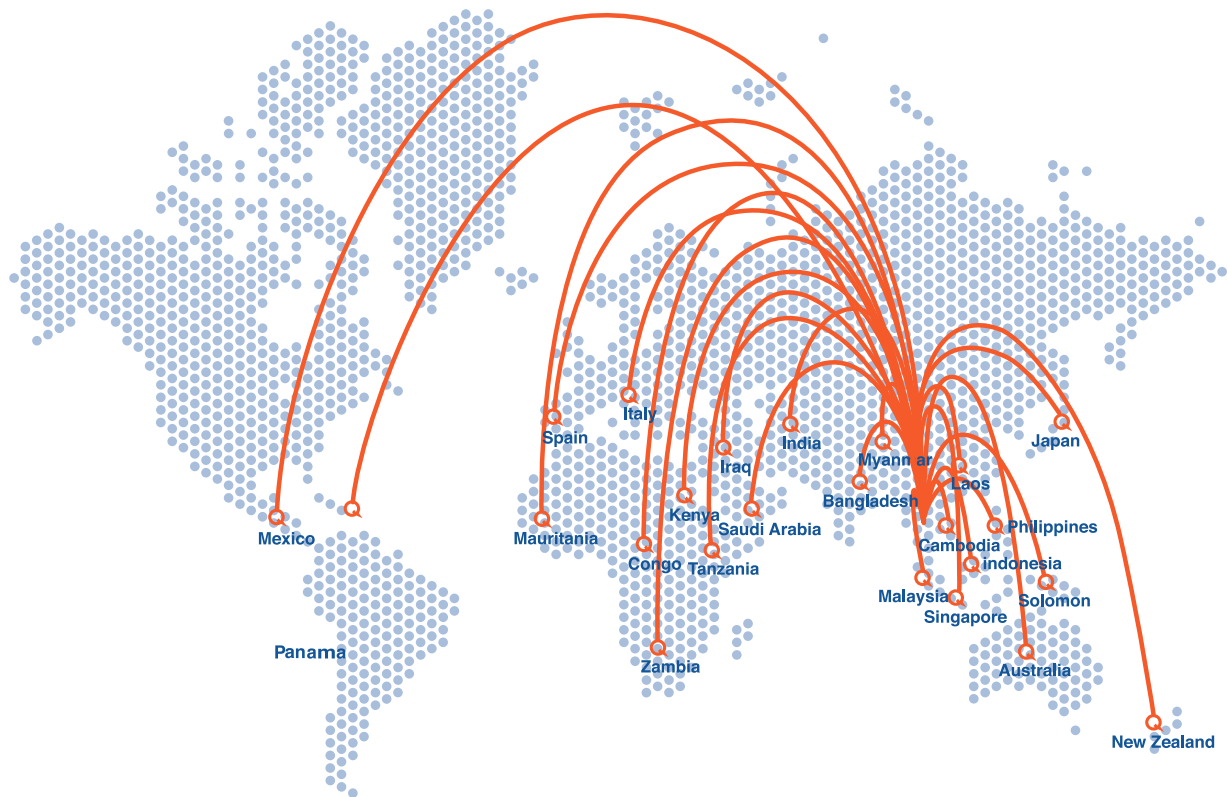 Italy
Spain
India
Japan
Iraq
Myanmar
Laos
Bangladesh
Kenya
Saudi Arabia
Philippines
Mexico
Mauritania
Cambodia
Congo
Tanzania
indonesia
Malaysia
Solomon
Singapore
Panama
Zambia
Australia
New Zealand